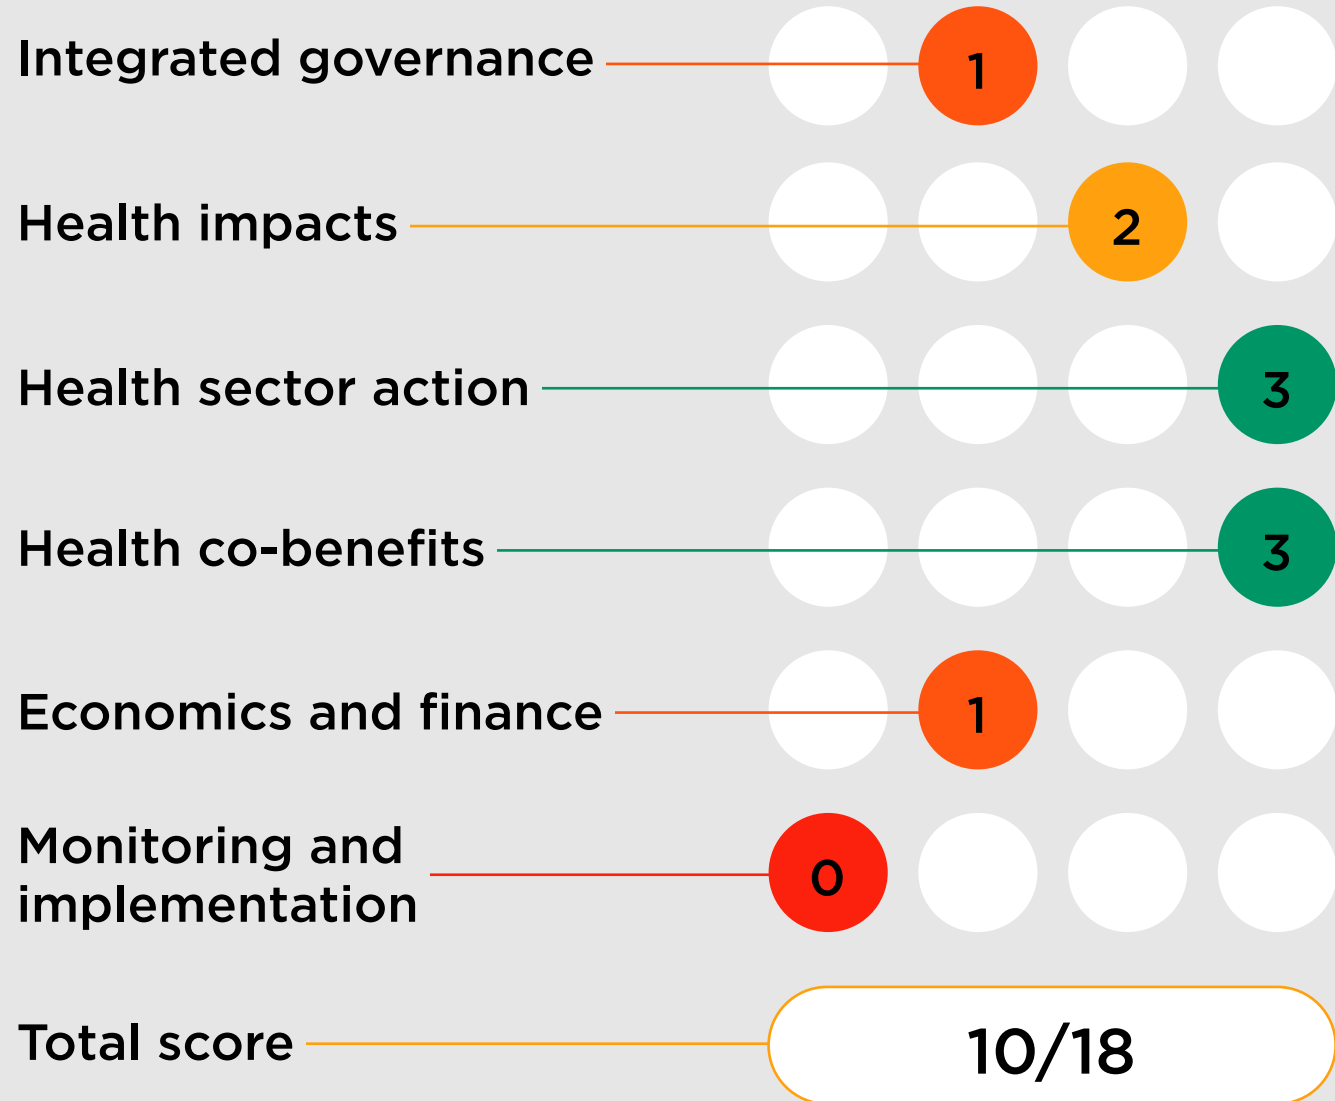 Integrated governance 1
Health impacts 2
Health sector action 3
Health co-benefits 3
Economics and finance 1
Monitoring and
implementation 0
Total score 10/18